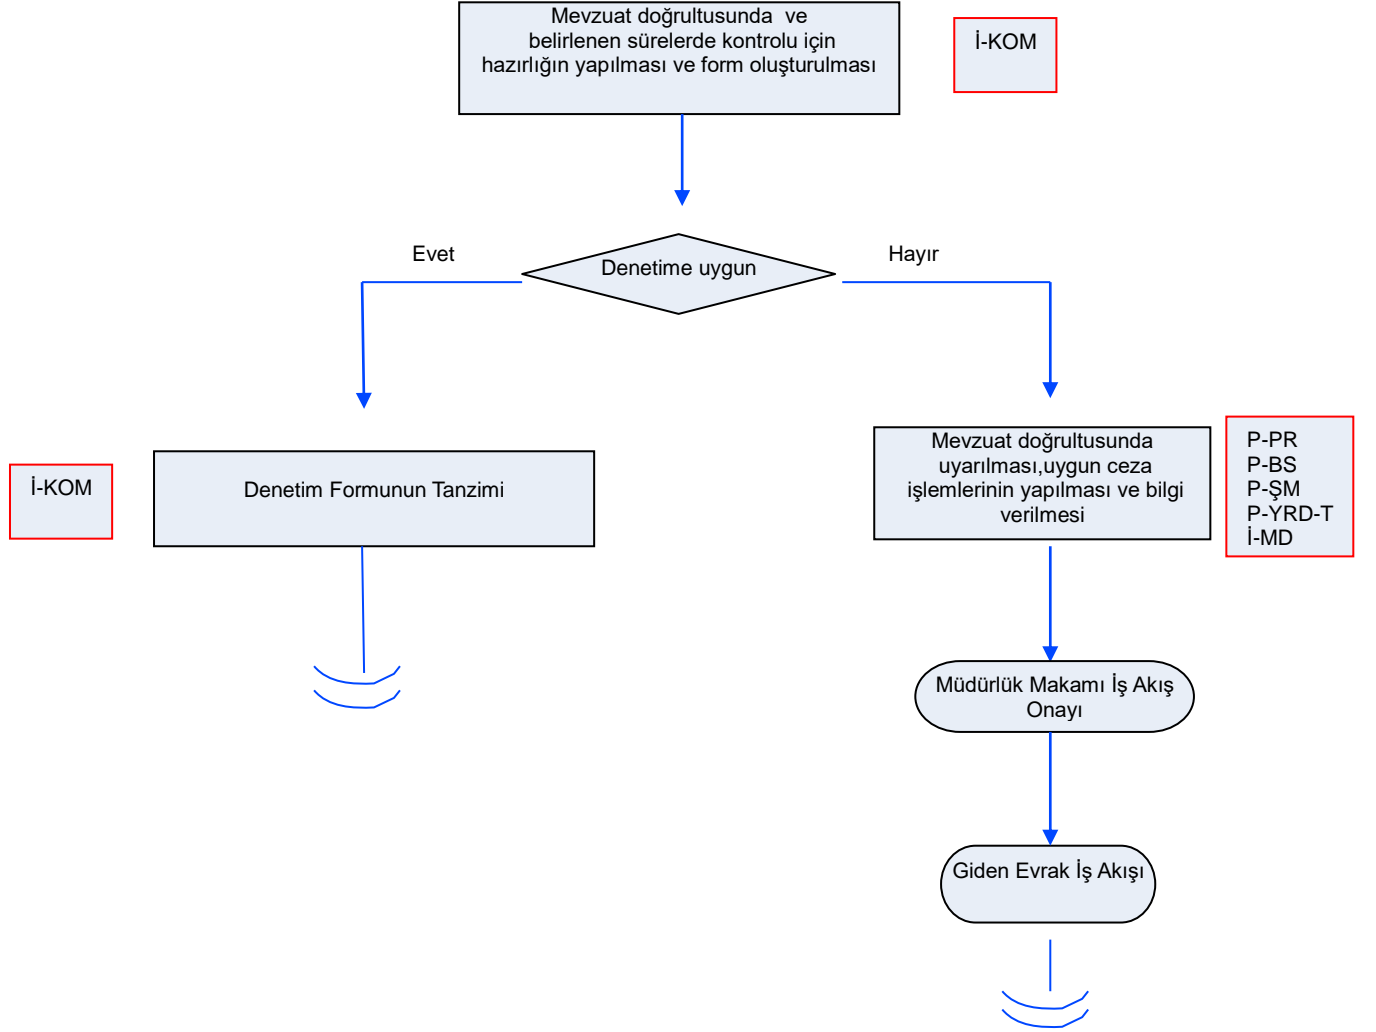 Mevzuat doğrultusunda  ve
belirlenen sürelerde kontrolu için
hazırlığın yapılması ve form oluşturulması
İ-KOM
Evet
Denetime uygun
Hayır
İ-KOM
Denetim Formunun Tanzimi
Mevzuat doğrultusunda
uyarılması,uygun ceza
işlemlerinin yapılması ve bilgi
verilmesi
P-PR
P-BS
P-ŞM
P-YRD-T
İ-MD
Müdürlük Makamı İş Akış
Onayı
Giden Evrak İş Akışı